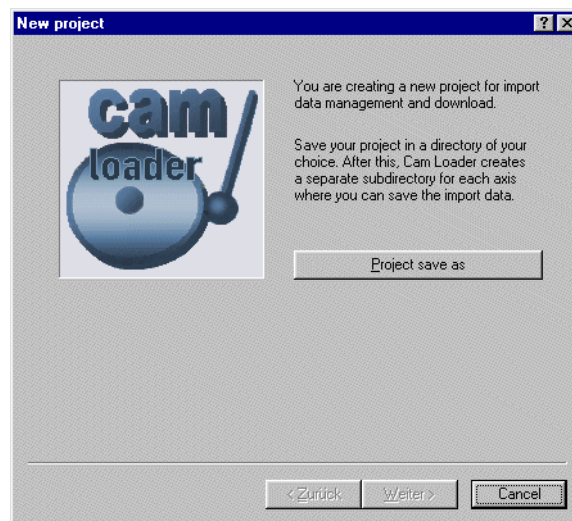 New project
cam
loader
You are creating a new project for import
data management and download.
Save your project in a directory of your
choice. After this, Cam Loader creates
a separate subdirectory for each axis
where you can save the import data.
Project save as
< Zurück
Weiter >
Cancel